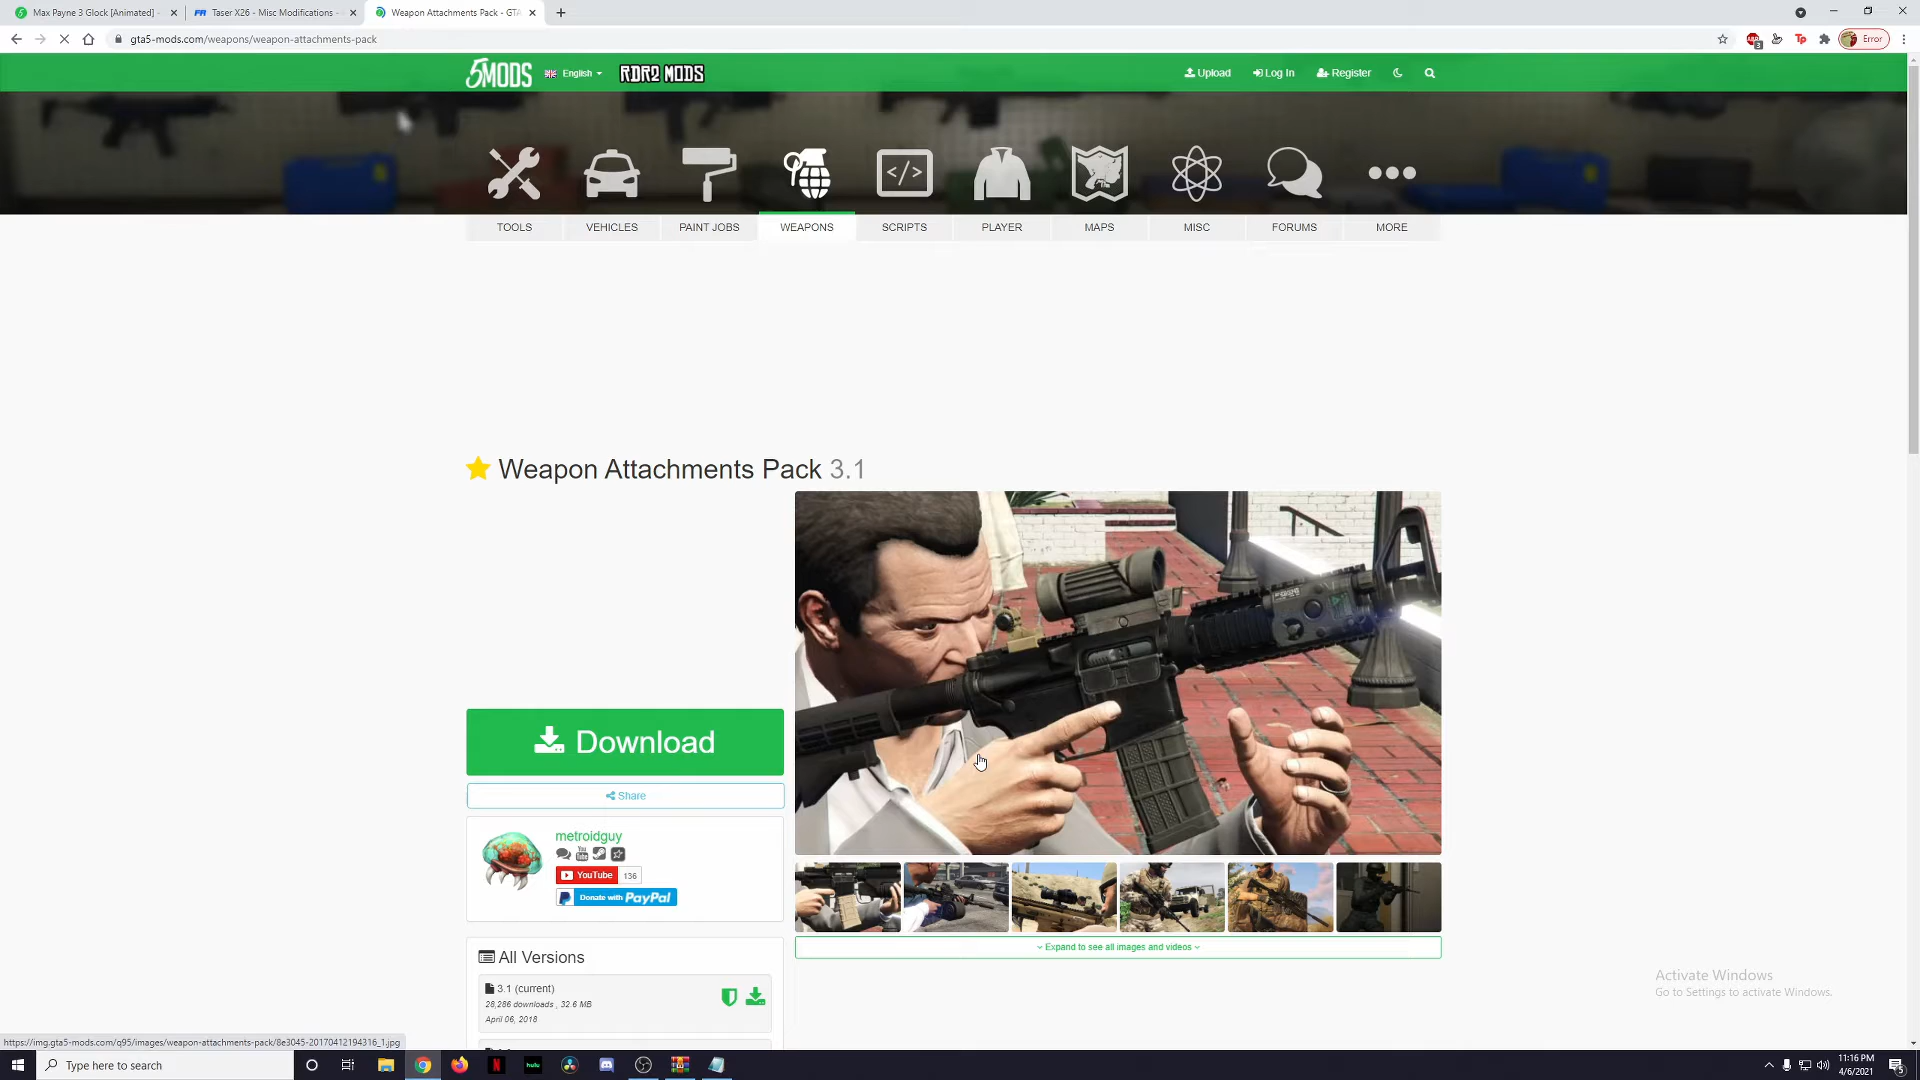 Max Payne 3 Glock [Animated] -
Taser X26 - Misc Modifications -
Weapon Attachments Pack - GTA
gta5-mods.com/weapons/weapon-attachments-pack
Error
5MODS
English
RDR2 MODS
Upload
Log In
Register
TOOLS
VEHICLES
PAINT JOBS
WEAPONS
SCRIPTS
PLAYER
MAPS
MISC
FORUMS
MORE
Weapon Attachments Pack 3.1
Download
Share
metroidguy
YouTube 136
Donate with PayPal
Expand to see all images and videos
All Versions
3.1 (current)
28,286 downloads , 32.6 MB
April 06, 2018
Activate Windows
Go to Settings to activate Windows.
https://img.gta5-mods.com/q95/images/weapon-attachments-pack/8e3045-20170412194316_1.jpg
Type here to search
hulu
11:16 PM
4/6/2021